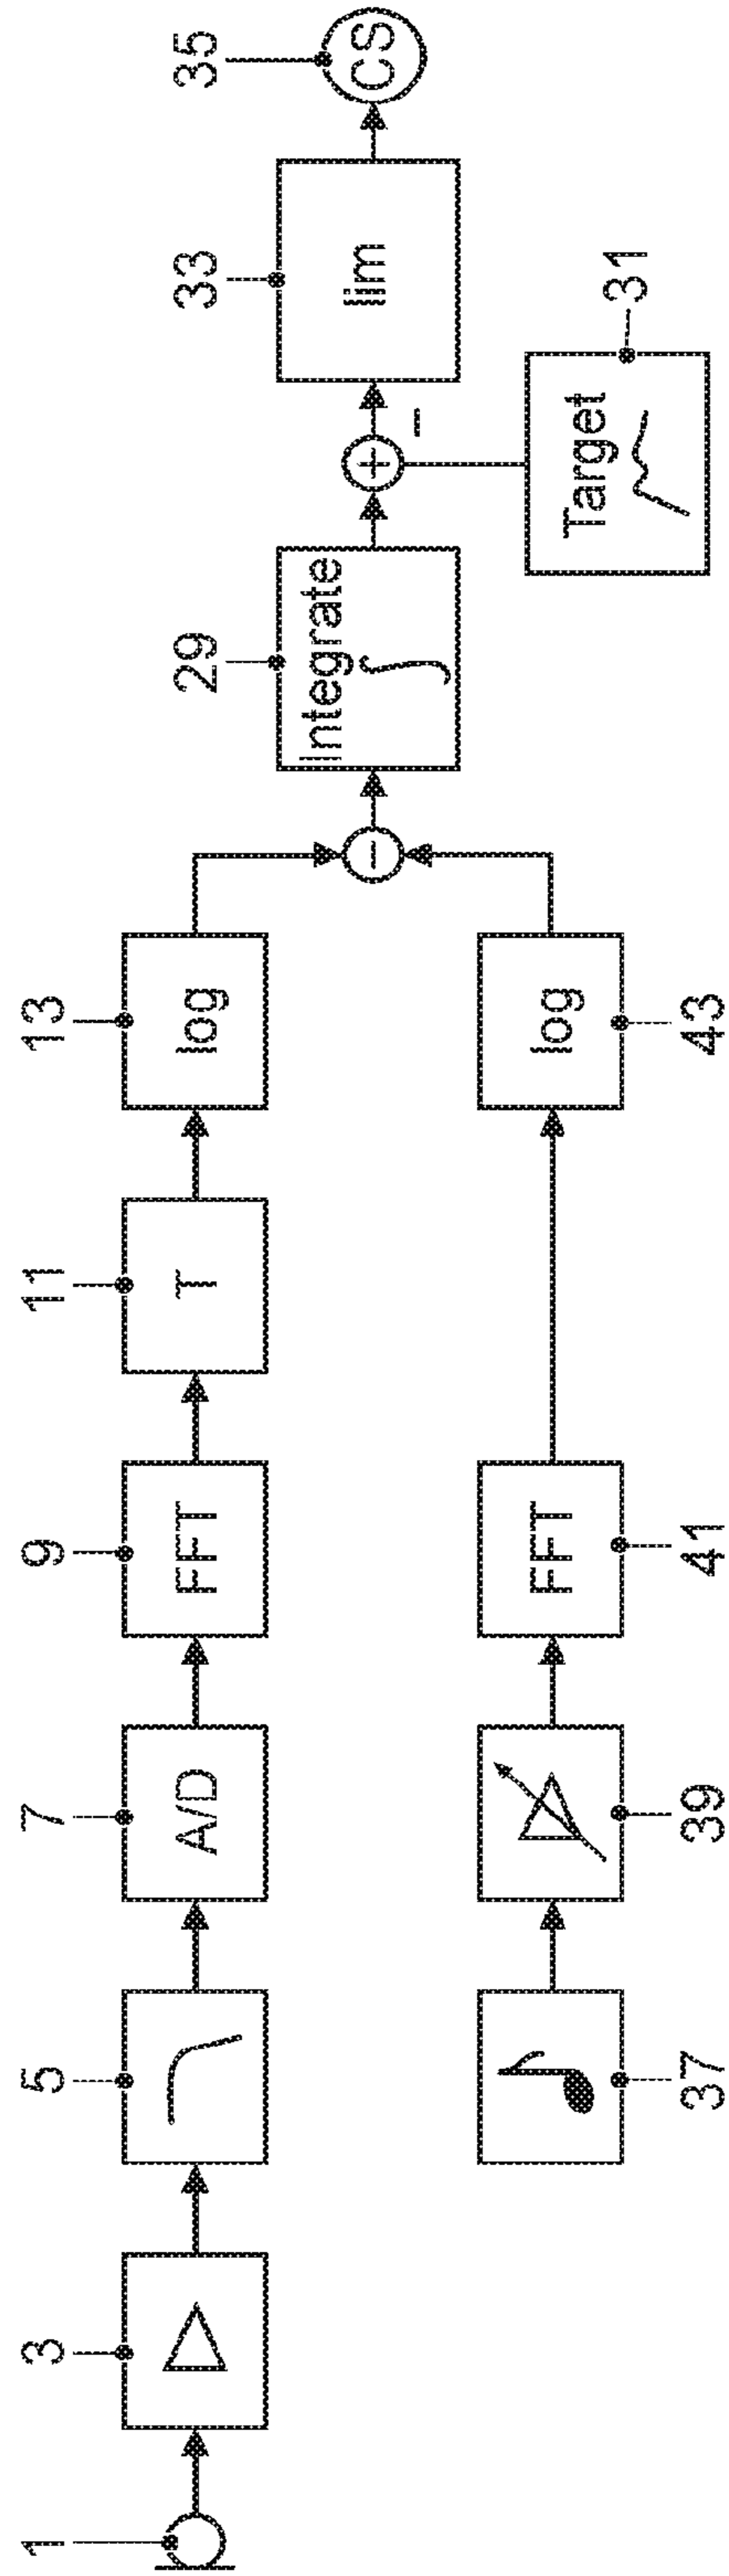 1
3
5
7
9
11
13
29
33
35
A/D
FFT
T
log
−
Integrate
∫
+
lim
CS
−
Target
31
FFT
log
37
39
41
43